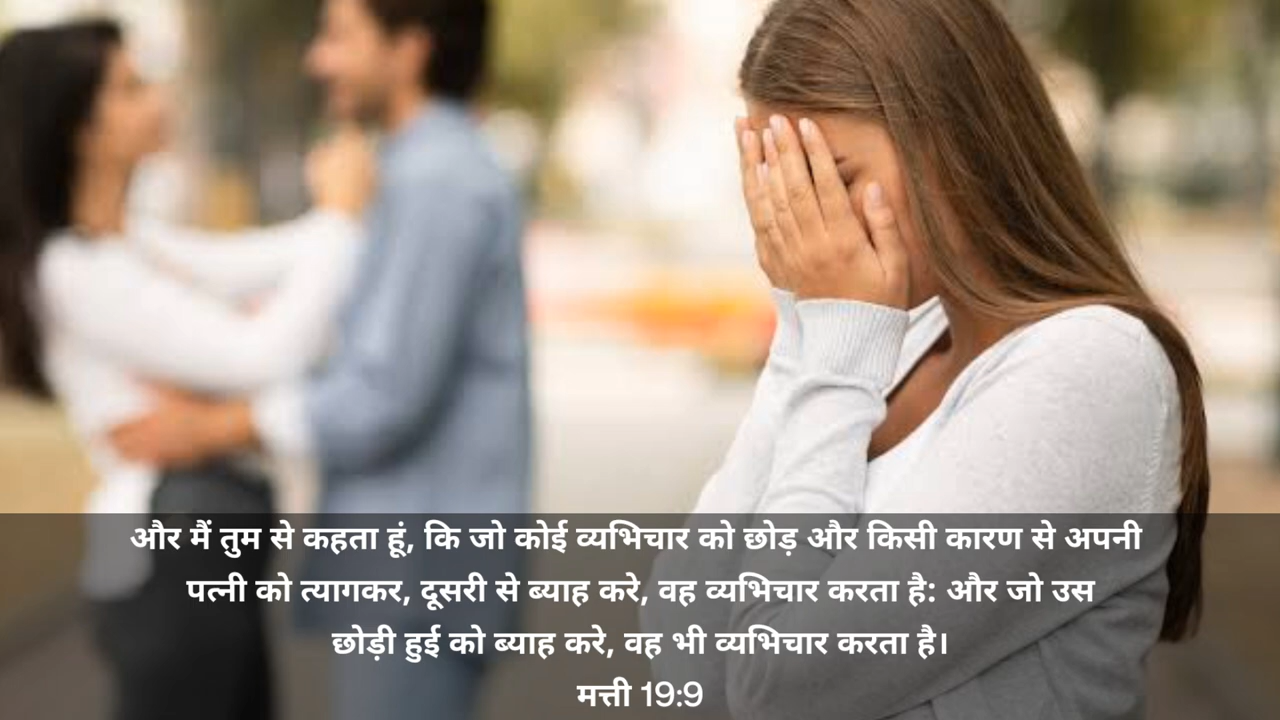 और मैं तुम से कहता हूं, कि जो कोई व्यभिचार को छोड़ और किसी कारण से अपनी
पत्नी को त्यागकर, दूसरी से ब्याह करे, वह व्यभिचार करता है: और जो उस
छोड़ी हुई को ब्याह करे, वह भी व्यभिचार करता है।
मत्ती 19:9